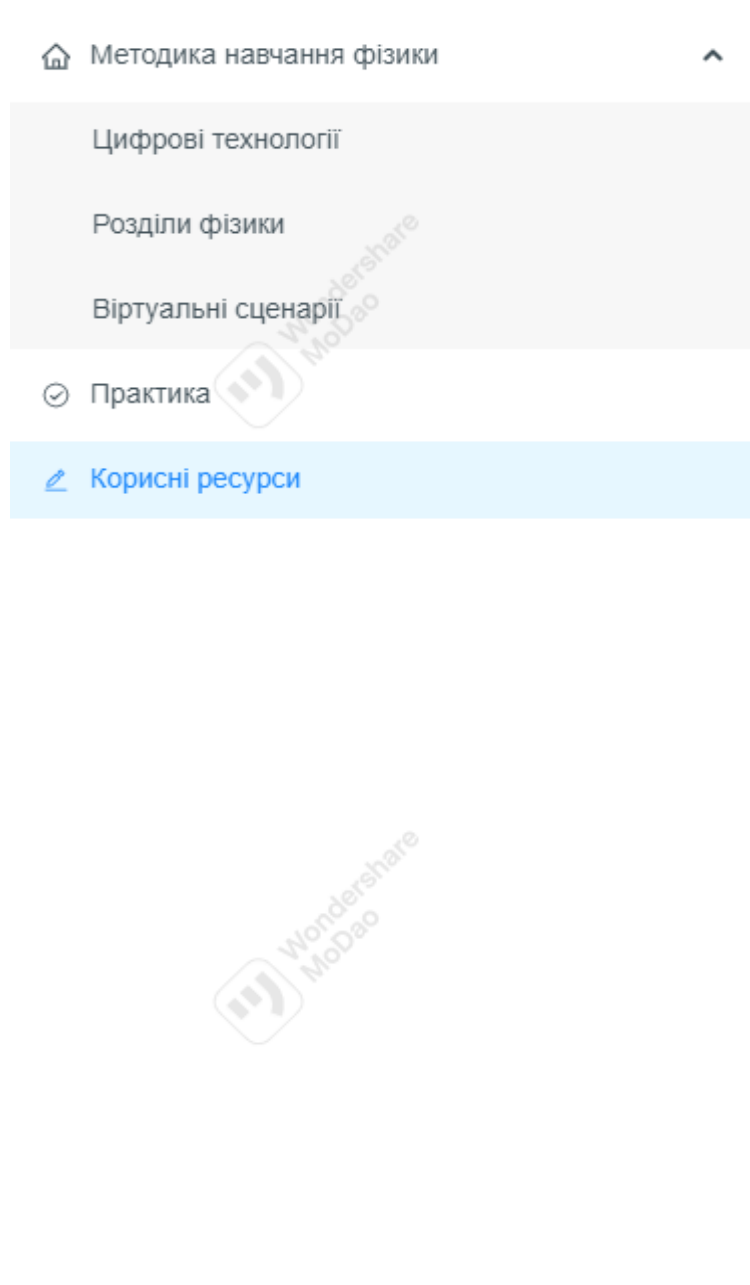 Методика навчання фізики
Цифрові технології
Розділи фізики
Віртуальні сценарії
Wondershare
MoDao
Практика
Корисні ресурси
Wondershare
MoDao